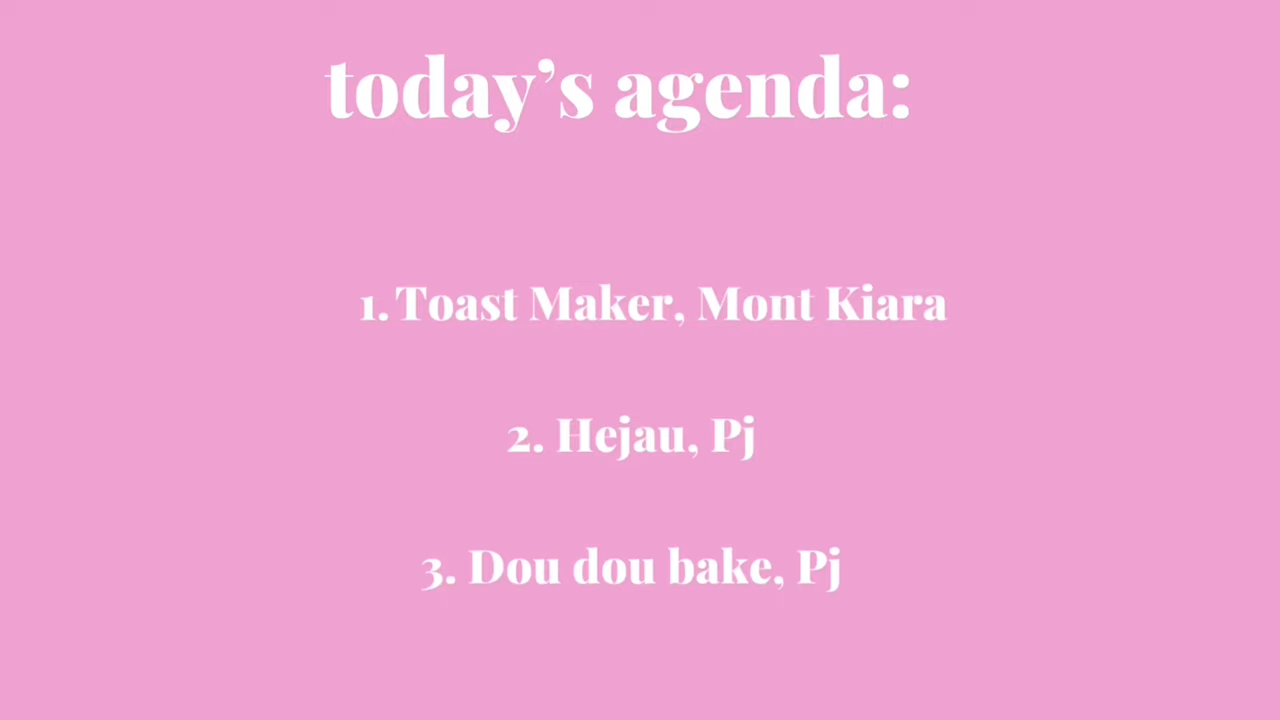 today’s agenda:
1. Toast Maker, Mont Kiara
2. Hejau, Pj
3. Dou dou bake, Pj